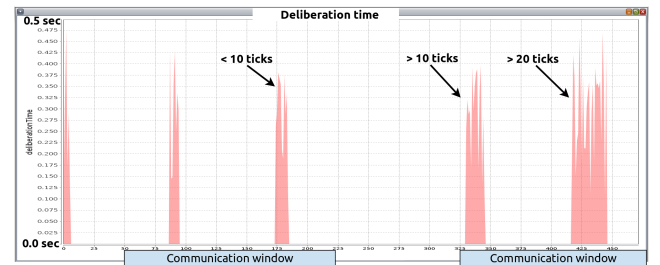 Deliberation time
0.5 sec
0.475
0.450
0.425
0.400
0.375
0.350
0.325
0.300
0.275
0.250
0.225
0.200
0.175
0.150
0.125
0.100
0.075
0.050
0.025
0.0 sec
deliberationTime
< 10 ticks
> 10 ticks
> 20 ticks
0 25 50 75 100 125 150 175 200 225 250 275 300 325 350 375 400 425 450
Communication window
Communication window